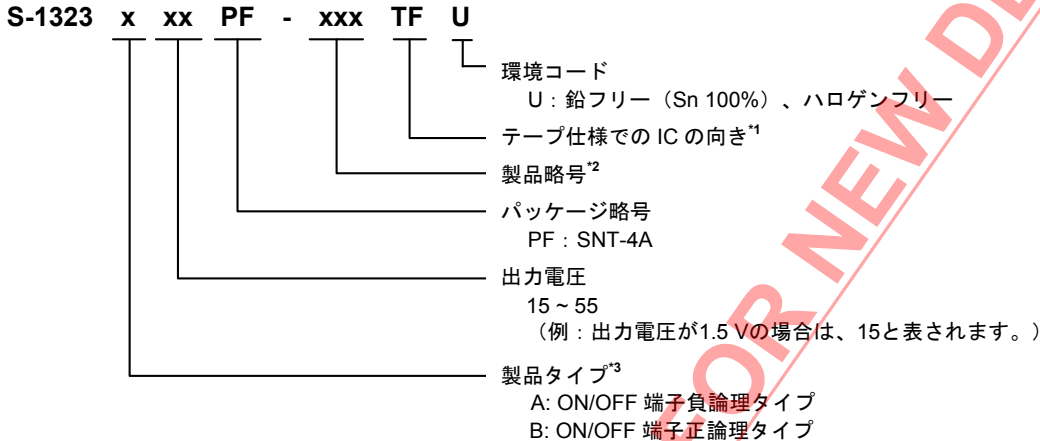 S-1323 x xx PF - xxx TF U
環境コード
U：鉛フリー（Sn 100%）、ハロゲンフリー
テープ仕様での IC の向き*1
製品略号*2
パッケージ略号
PF：SNT-4A
出力電圧
15 ~ 55
（例：出力電圧が1.5 Vの場合は、15と表されます。）
製品タイプ*3
A: ON/OFF 端子負論理タイプ
B: ON/OFF 端子正論理タイプ
FOR NEW